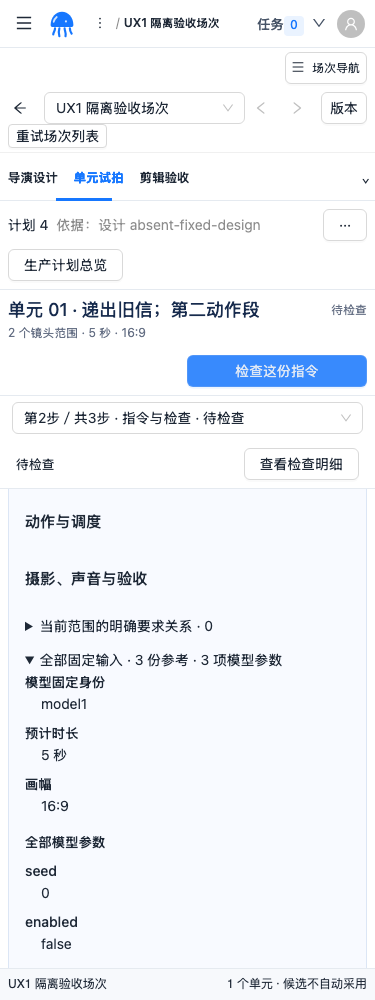 / UX1 隔离验收场次
任务 0
场次导航
UX1 隔离验收场次
版本
重试场次列表
导演设计 单元试拍 剪辑验收
计划 4 依据：设计 absent-fixed-design
...
生产计划总览
单元 01 · 递出旧信；第二动作段
待检查
2 个镜头范围 · 5 秒 · 16:9
检查这份指令
第2步 / 共3步 · 指令与检查 · 待检查
待检查
查看检查明细
动作与调度
摄影、声音与验收
当前范围的明确要求关系 · 0
全部固定输入 · 3 份参考 · 3 项模型参数
模型固定身份
model1
预计时长
5 秒
画幅
16:9
全部模型参数
seed
0
enabled
false
UX1 隔离验收场次
1 个单元 · 候选不自动采用